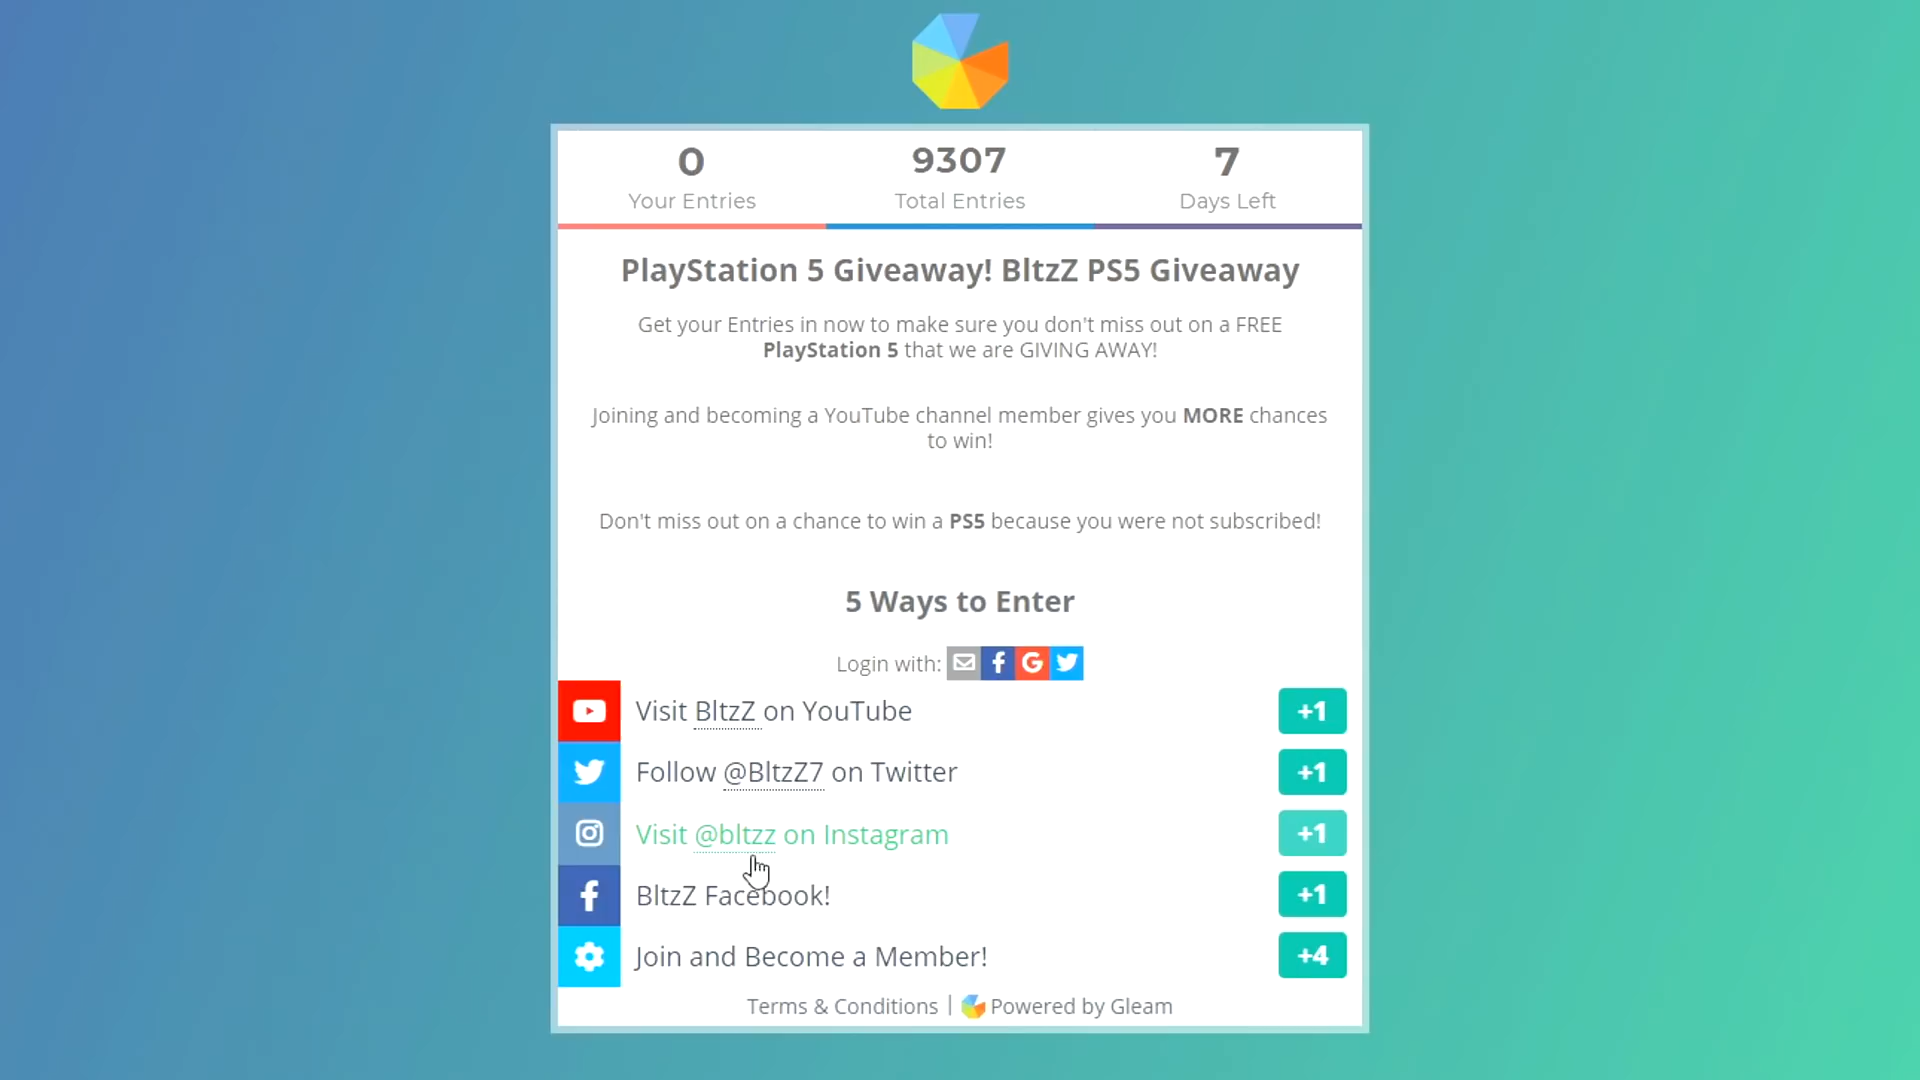 0 9307 7
Your Entries Total Entries Days Left
PlayStation 5 Giveaway! BltzZ PS5 Giveaway
Get your Entries in now to make sure you don't miss out on a FREE
PlayStation 5 that we are GIVING AWAY!
Joining and becoming a YouTube channel member gives you MORE chances
to win!
Don't miss out on a chance to win a PS5 because you were not subscribed!
5 Ways to Enter
Login with:
Visit BltzZ on YouTube +1
Follow @BltzZ7 on Twitter +1
Visit @bltzz on Instagram +1
BltzZ Facebook! +1
Join and Become a Member! +4
Terms & Conditions | Powered by Gleam